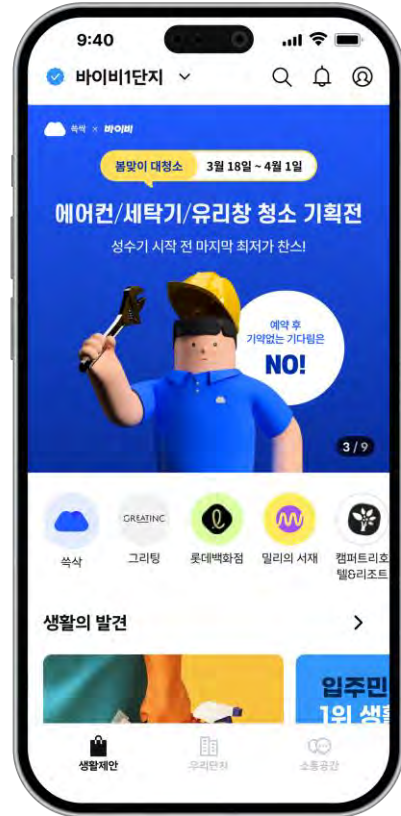 9:40
바이비1단지
쓱싹 × 바이비
봄맞이 대청소 3월 18일 ~ 4월 1일
에어컨/세탁기/유리창 청소 기획전
성수기 시작 전 마지막 최저가 찬스!
예약 후
기약없는 기다림은
NO!
3/9
GREATING
쓱싹
그리팅
롯데백화점
밀리의 서재
캠퍼트리호
텔&리조트
생활의 발견
입주민
1위 생활
생활제안
우리단지
소통공간